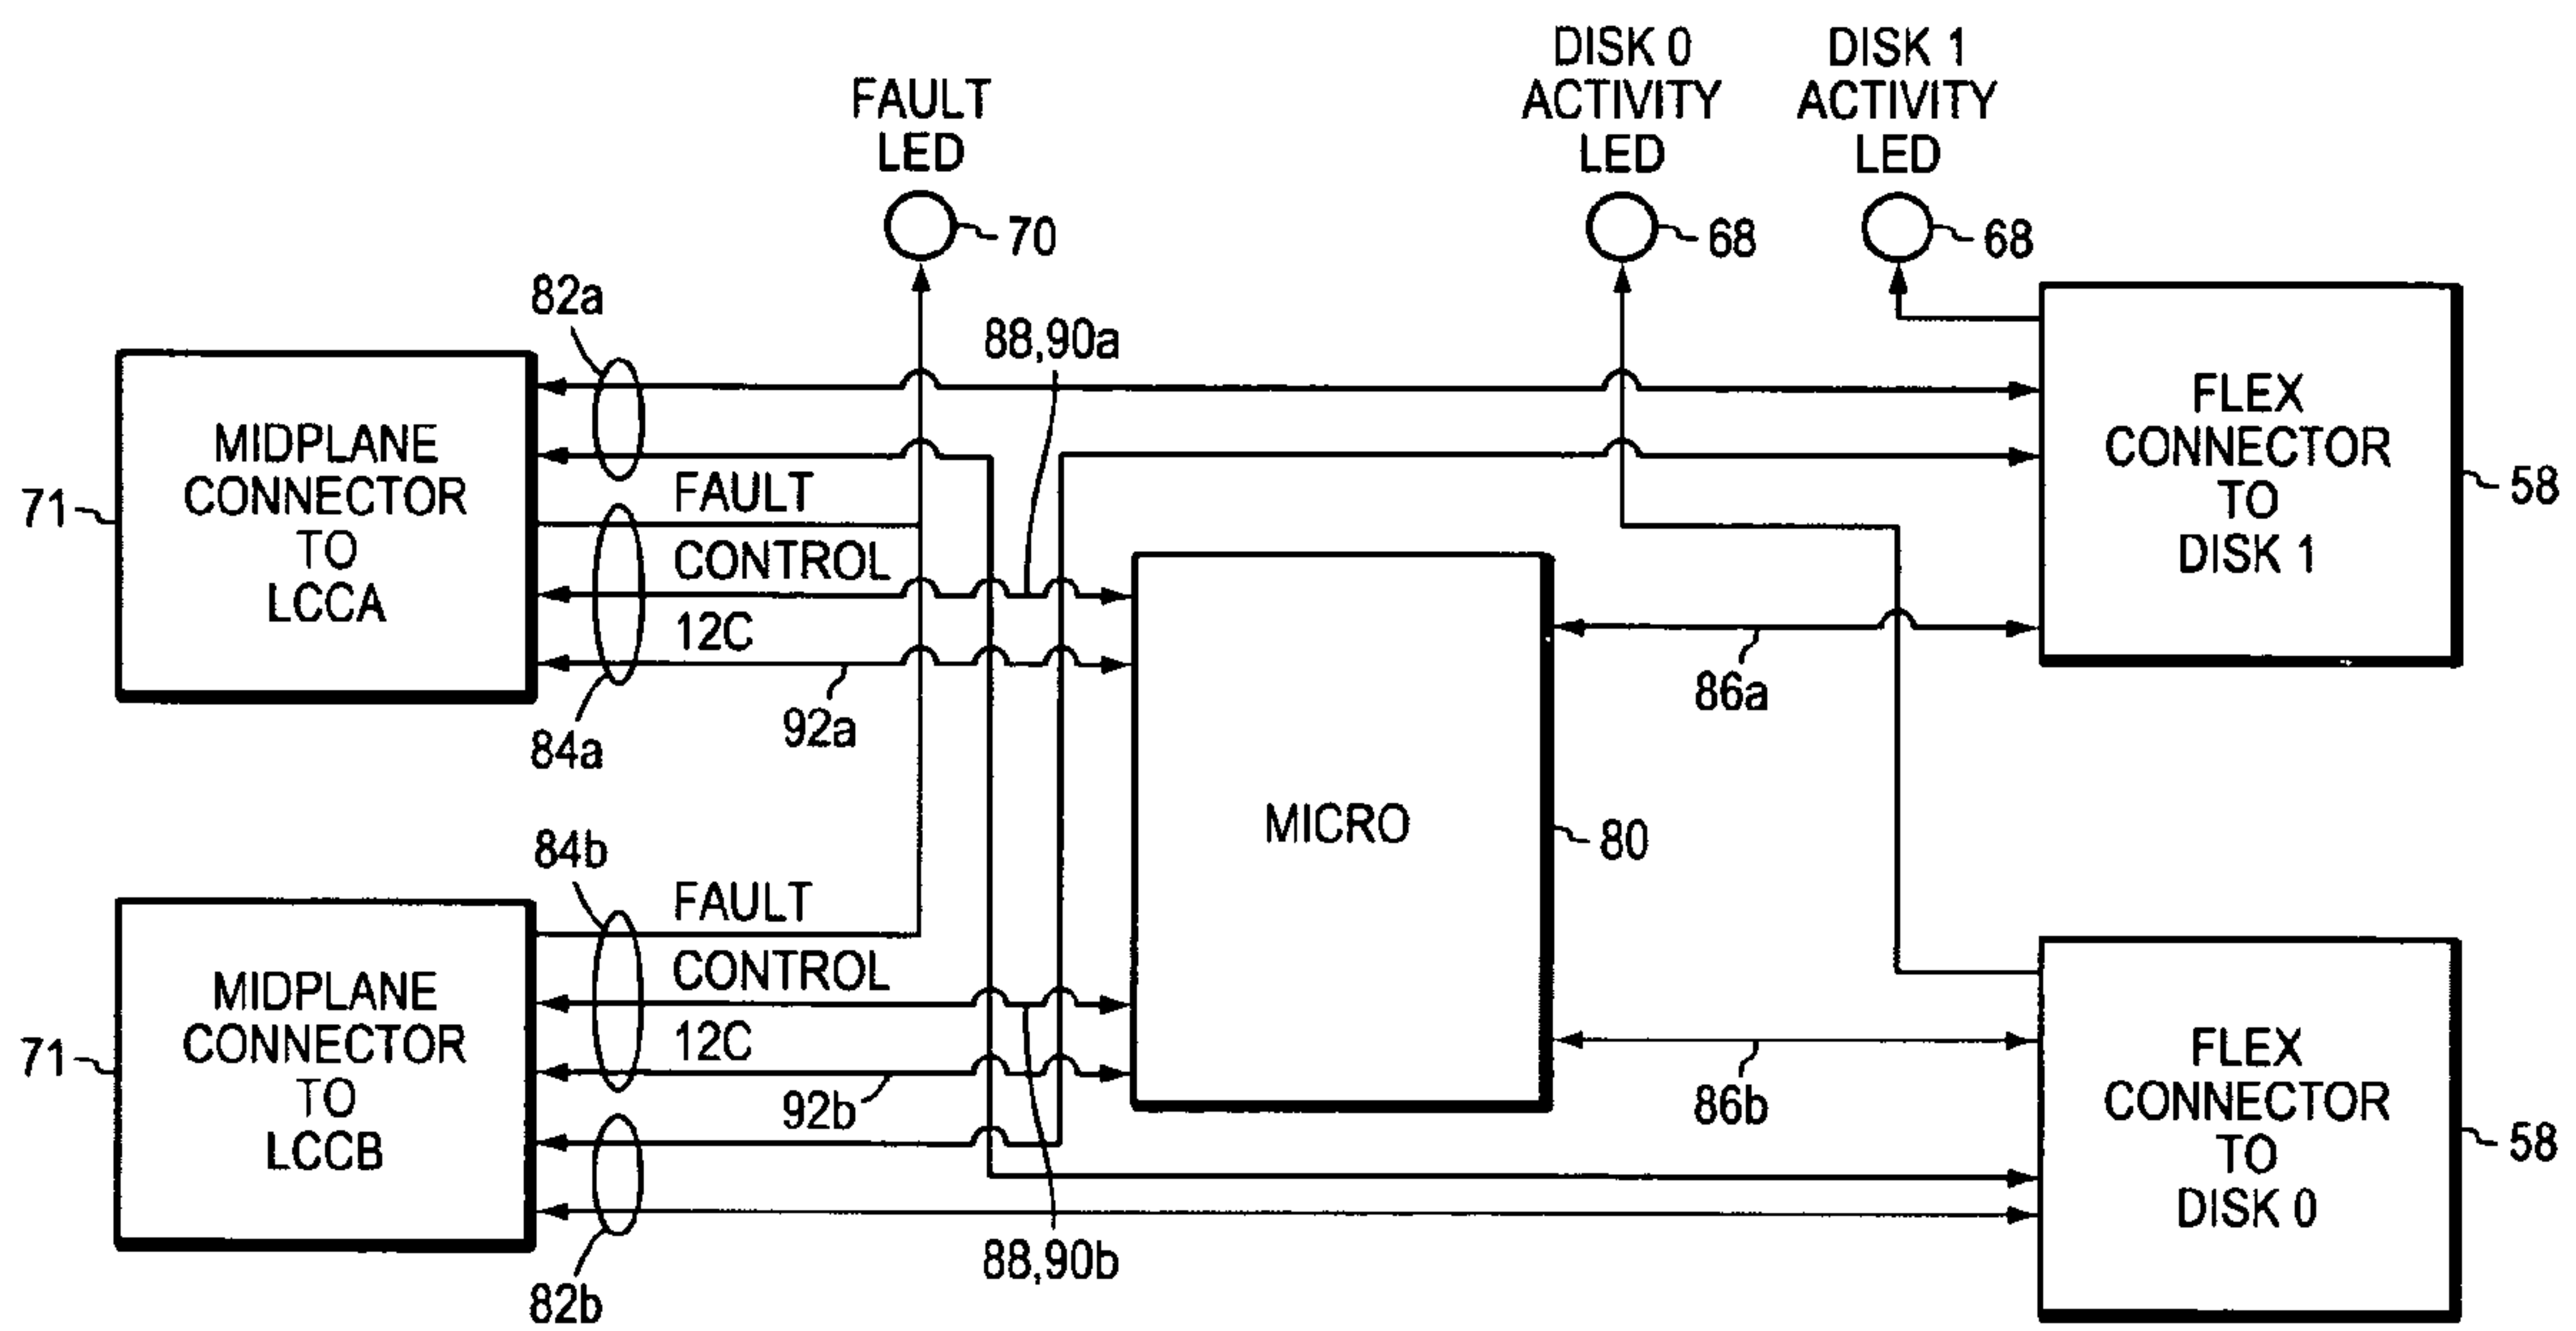 DISK 0
ACTIVITY
LED
DISK 1
ACTIVITY
LED
FAULT
LED
70
68
68
82a
88,90a
MIDPLANE
CONNECTOR
TO
LCCA
71
FAULT
CONTROL
12C
92a
84a
FLEX
CONNECTOR
TO
DISK 1
58
86a
MICRO
80
84b
FAULT
CONTROL
12C
92b
MIDPLANE
CONNECTOR
TO
LCCB
71
82b
88,90b
86b
FLEX
CONNECTOR
TO
DISK 0
58